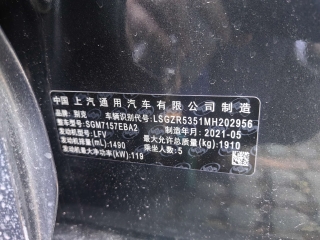 中国上汽通用汽车有限公司制造
品牌：别克 车辆识别代号：LSGZR5351MH202956
整车型号：SGM7157EBA2 制造年月：2021-05
发动机型号：LFV 最大允许总质量(kg)：1910
发动机排量(mL)：1490 乘坐人数：5
发动机最大净功率(kW)：119